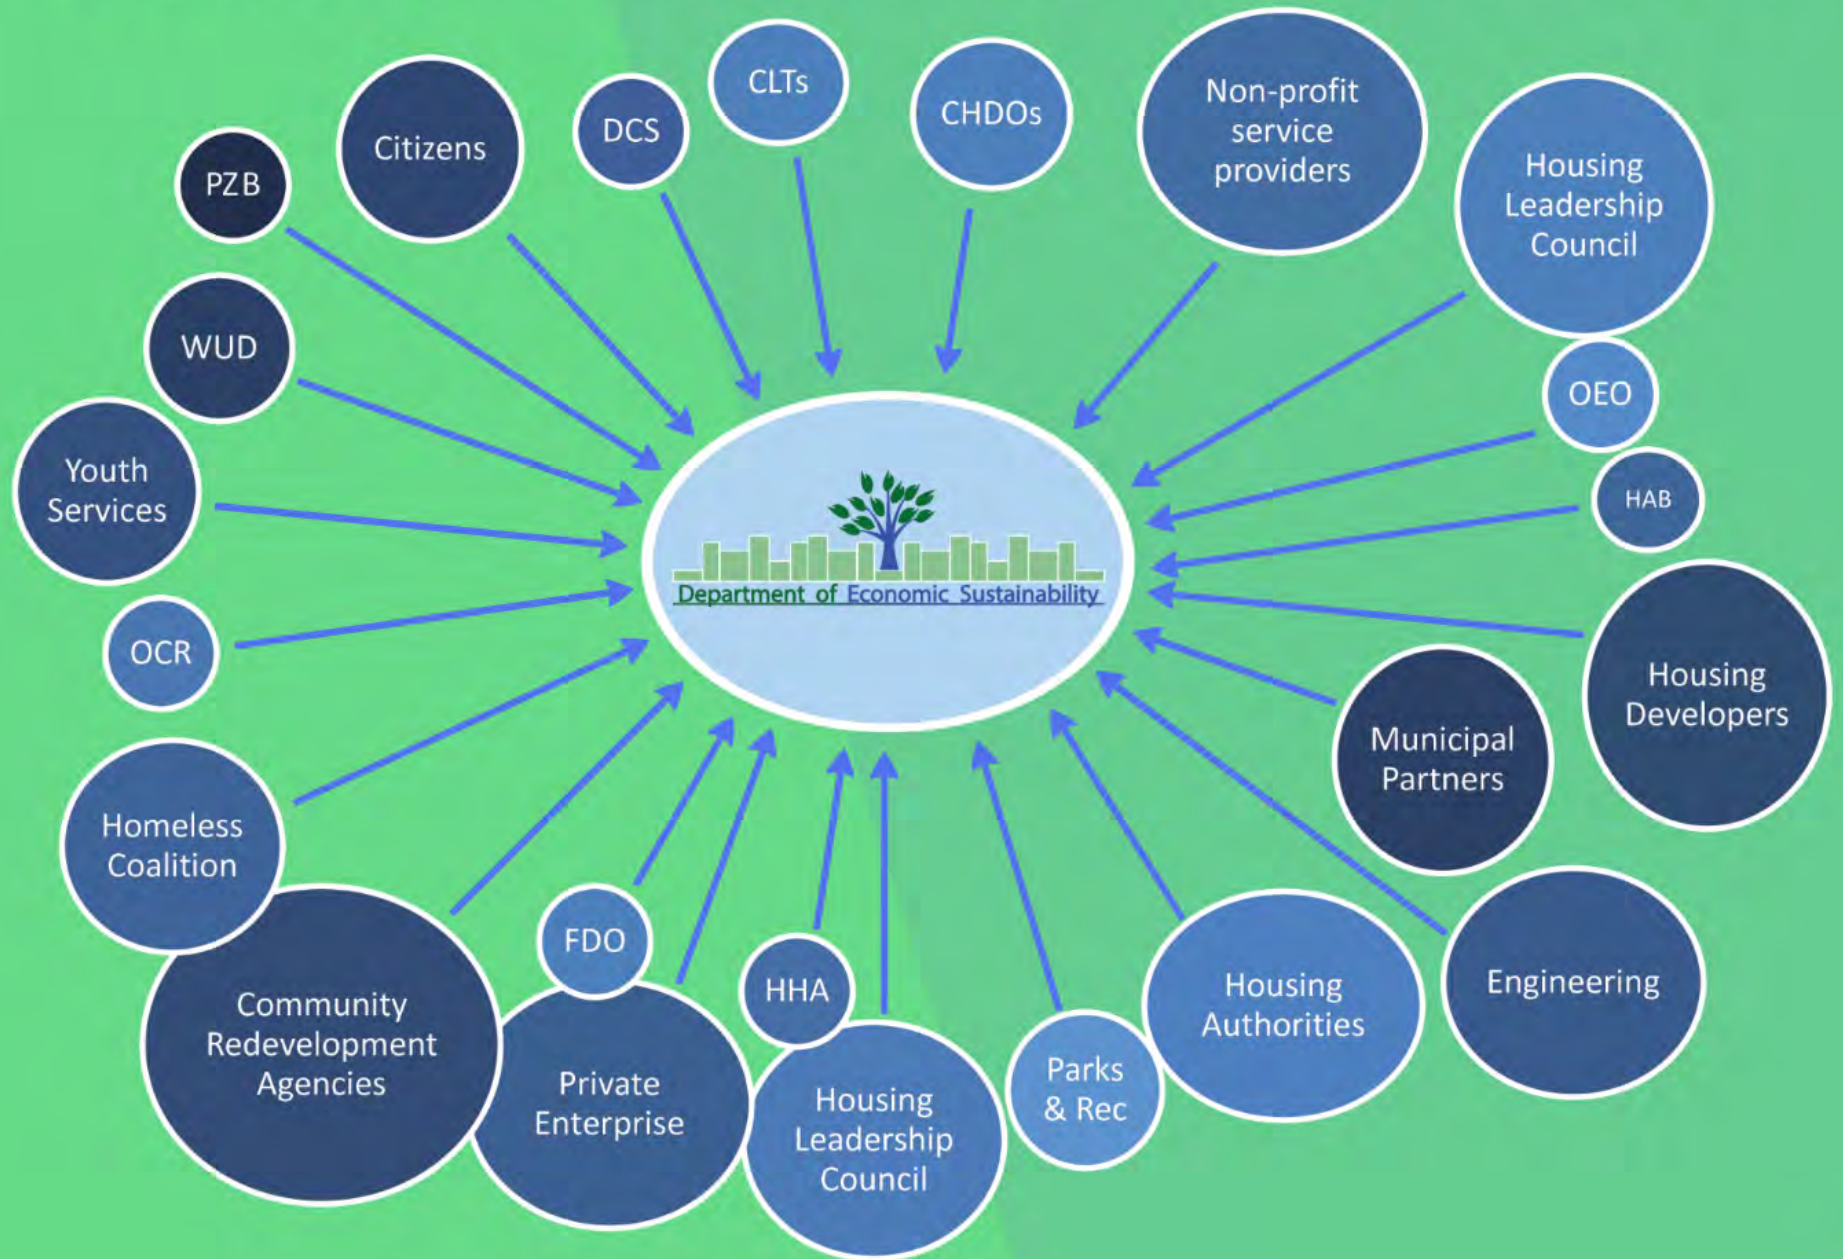 CLTs
CHDOs
Non-profit
service
providers
DCS
Citizens
PZB
Housing
Leadership
Council
WUD
OEO
Youth
Services
HAB
Department of Economic Sustainability
OCR
Housing
Developers
Municipal
Partners
Homeless
Coalition
FDO
HHA
Engineering
Housing
Authorities
Community
Redevelopment
Agencies
Private
Enterprise
Parks
& Rec
Housing
Leadership
Council